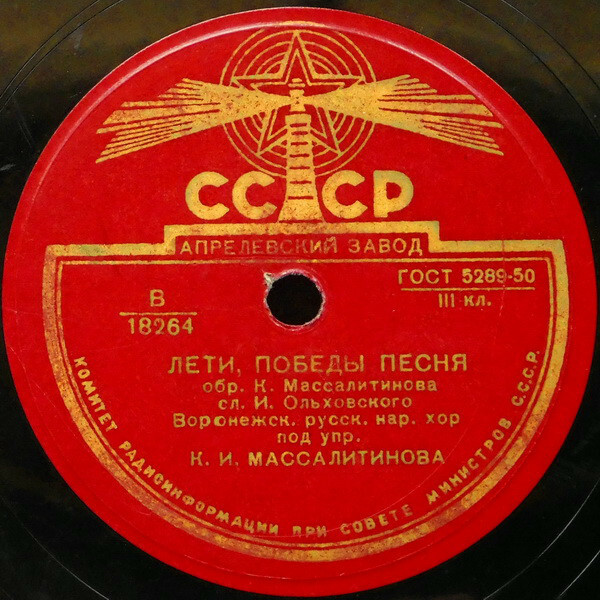 СССР
АПРЕЛЕВСКИЙ ЗАВОД
ГОСТ 5289-50
III кл.
В
18264
ЛЕТИ, ПОБЕДЫ ПЕСНЯ
обр. К. Массалитинова
сл. И. Ольховского
Воронежск. русск. нар. хор
под упр.
К. И. МАССАЛИТИНОВА
КОМИТЕТ РАДИОИНФОРМАЦИИ ПРИ СОВЕТЕ МИНИСТРОВ С.С.С.Р.